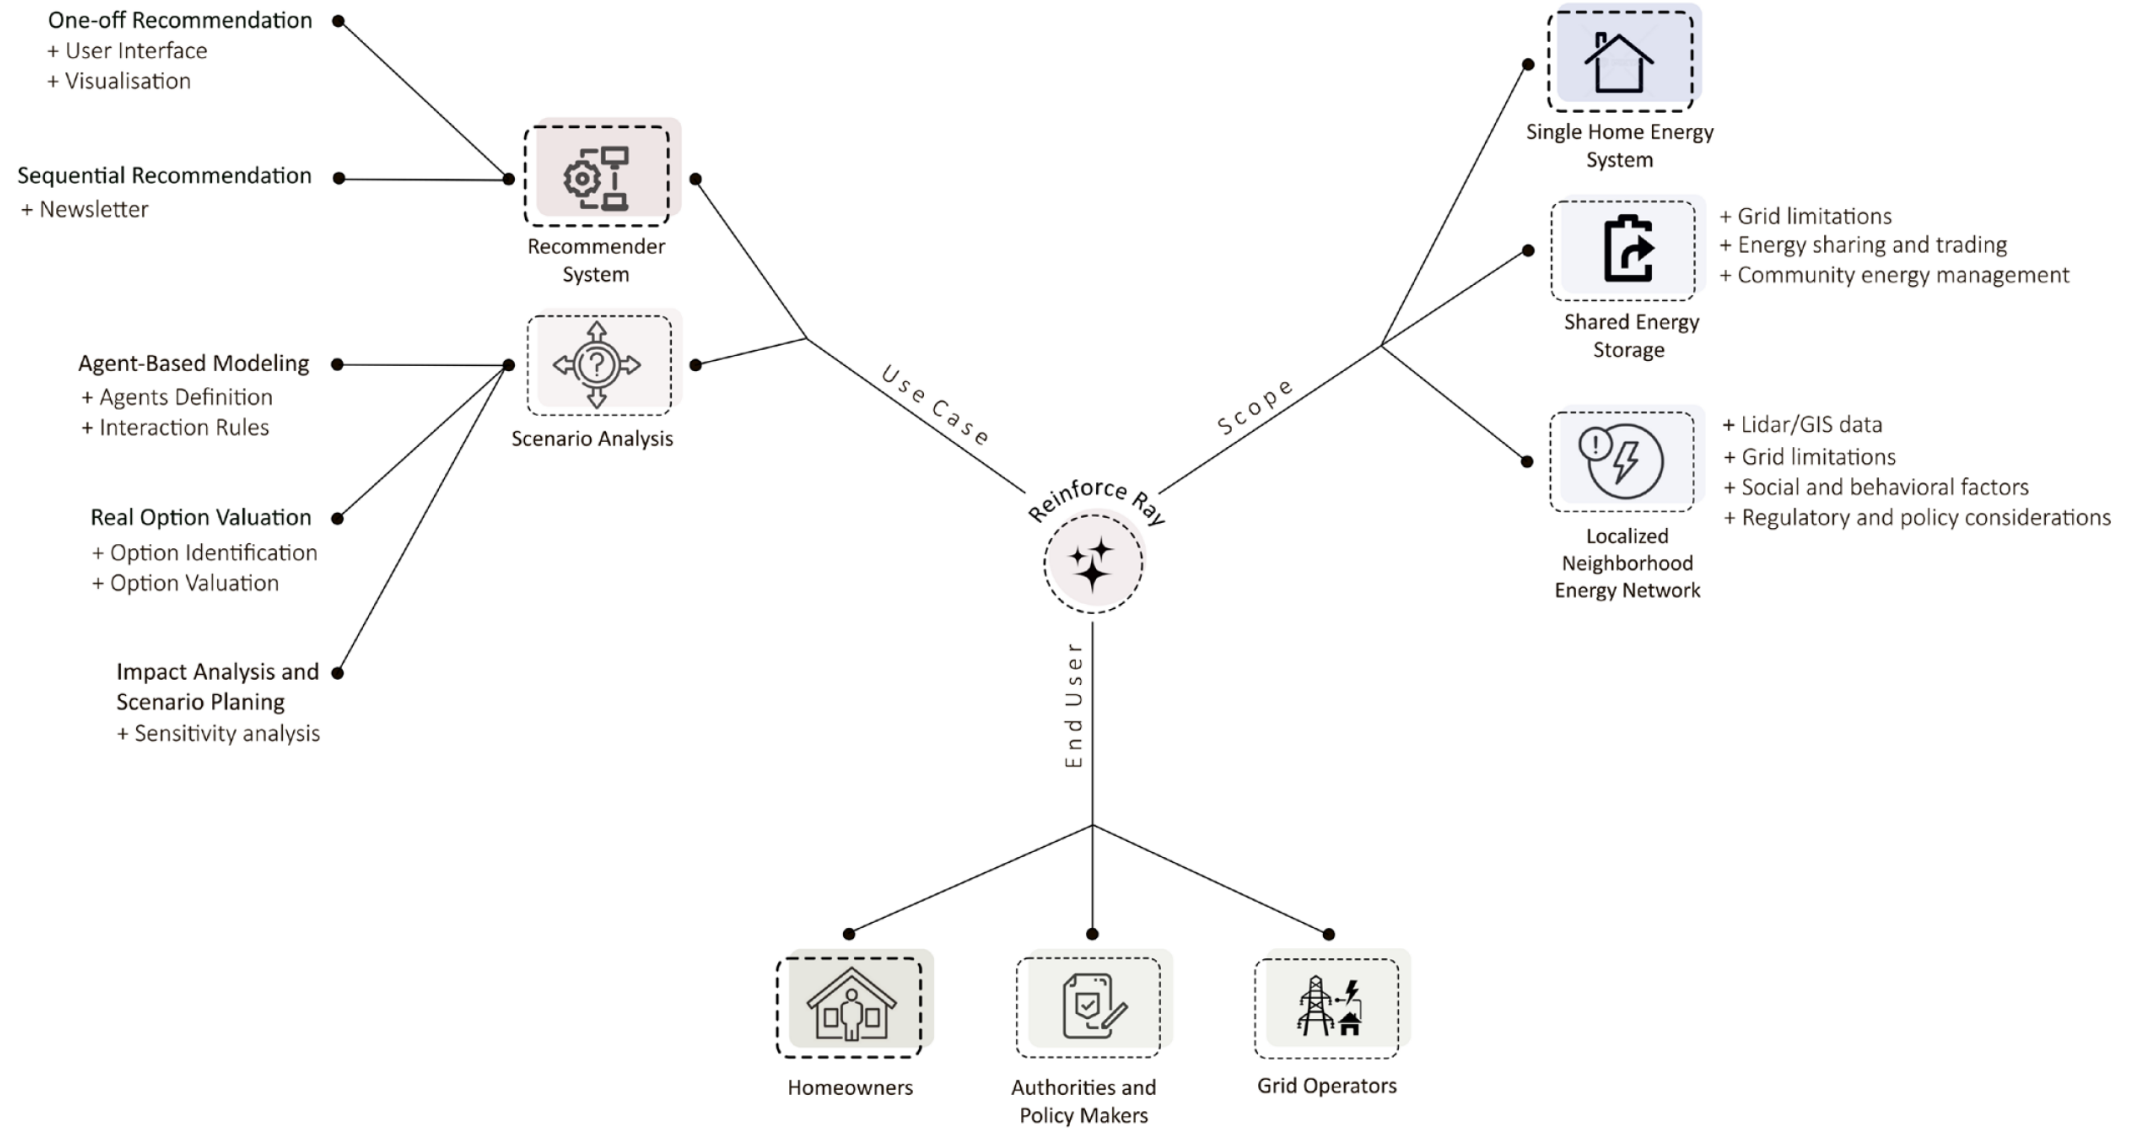 One-off Recommendation
+ User Interface
+ Visualisation
Sequential Recommendation
+ Newsletter
Recommender
System
Agent-Based Modeling
+ Agents Definition
+ Interaction Rules
Scenario Analysis
Real Option Valuation
+ Option Identification
+ Option Valuation
Impact Analysis and
Scenario Planing
+ Sensitivity analysis
Use Case
Scope
Reinforce Ray
End User
Single Home Energy
System
Shared Energy
Storage
+ Grid limitations
+ Energy sharing and trading
+ Community energy management
Localized
Neighborhood
Energy Network
+ Lidar/GIS data
+ Grid limitations
+ Social and behavioral factors
+ Regulatory and policy considerations
Homeowners
Authorities and
Policy Makers
Grid Operators